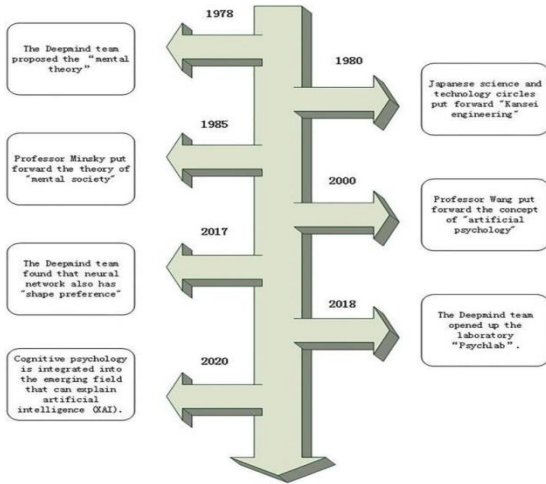 1978
The Deepmind team
proposed the “mental
theory”
1980
Japanese science and
technology circles
put forward "Kansei
engineering"
1985
Professor Minsky put
forward the theory of
"mental society"
2000
Professor Wang put
forward the concept of
"artificial
psychology"
2017
The Deepmind team
found that neural
network also has
"shape preference"
2018
The Deepmind team
opened up the
laboratory
“Psychlab”.
2020
Cognitive psychology
is integrated into
the emerging field
that can explain
artificial
intelligence (XAI).